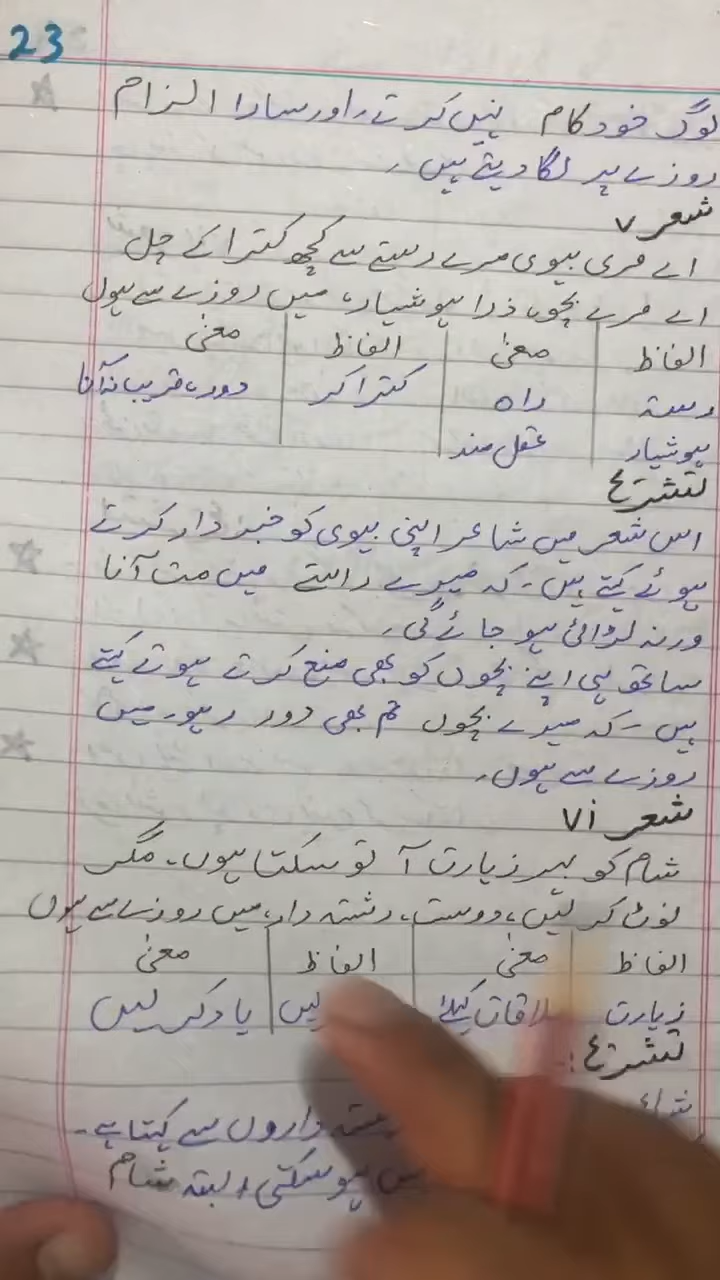 23
لوگ خود کام نہیں کرتے، اور سارا الزام
روزے پر لگا دیتے ہیں۔
شعر v
اے مری بیوی مرے رستے سے کچھ کترا کے چل
اے مرے بچو، ذرا ہوشیار، میں روزے سے ہوں
الفاظ معنیٰ الفاظ معنیٰ
رستہ راہ کترا کر دور، قریب نہ آنا
ہوشیار عقل مند
تشریح
اس شعر میں شاعر اپنی بیوی کو خبردار کرتے
ہوئے کہتے ہیں۔ کہ میرے راستے میں مت آنا
ورنہ لڑائی ہو جائے گی۔
ساتھ ہی اپنے بچوں کو بھی منع کرتے ہوتے کہتے
ہیں۔ کہ میرے بچوں تم بھی دور رہو۔ میں
روزے سے ہوں۔
شعر vi
شام کو بہر زیارت آ تو سکتا ہوں۔ مگر
نوٹ کر لیں، دوست، رشتہ دار، میں روزے سے ہوں
الفاظ معنیٰ الفاظ معنیٰ
زیارت ملاقات کیلئے لیں یاد کر لیں
تشریح:
داروں سے کہتا ہے۔
ہو سکتی، البتہ شام